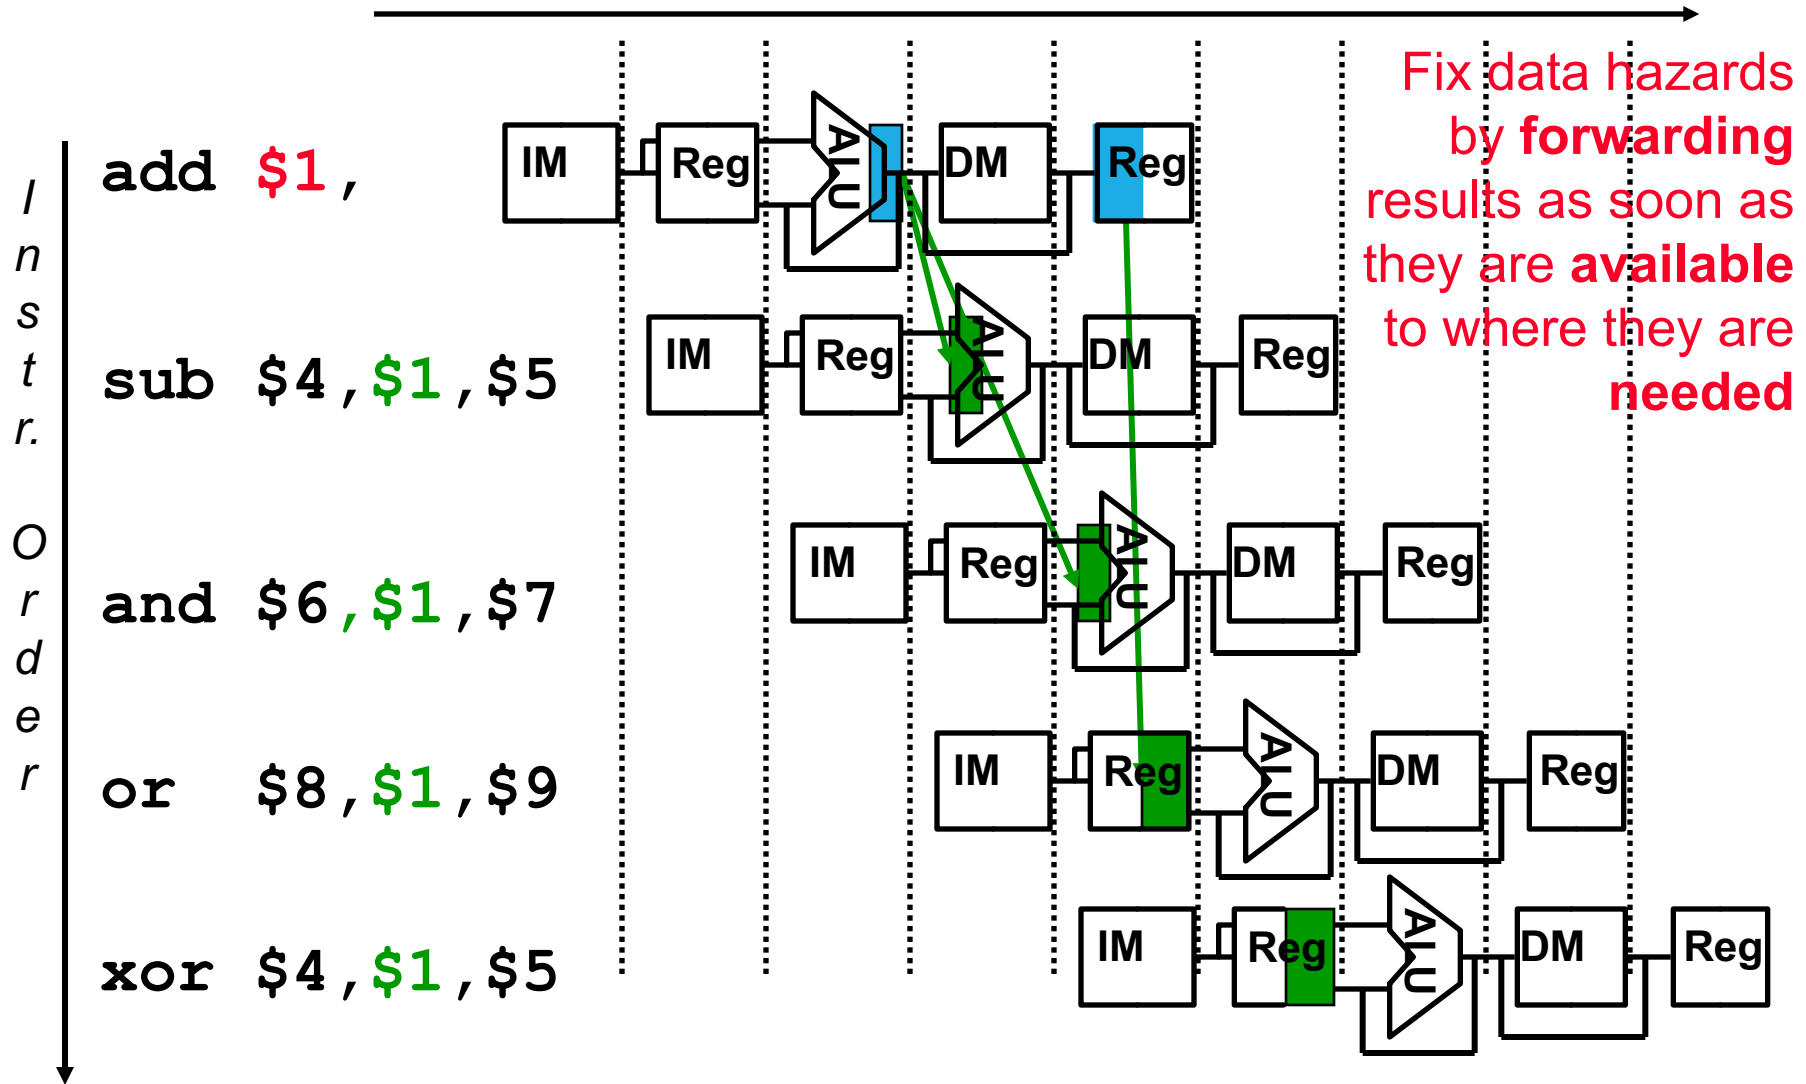 Fix data hazards
by forwarding
results as soon as
they are available
to where they are
needed
Instr. Order
add $1,
IM Reg ALU DM Reg
sub $4,$1,$5
IM Reg ALU DM Reg
and $6,$1,$7
IM Reg ALU DM Reg
or $8,$1,$9
IM Reg ALU DM Reg
xor $4,$1,$5
IM Reg ALU DM Reg